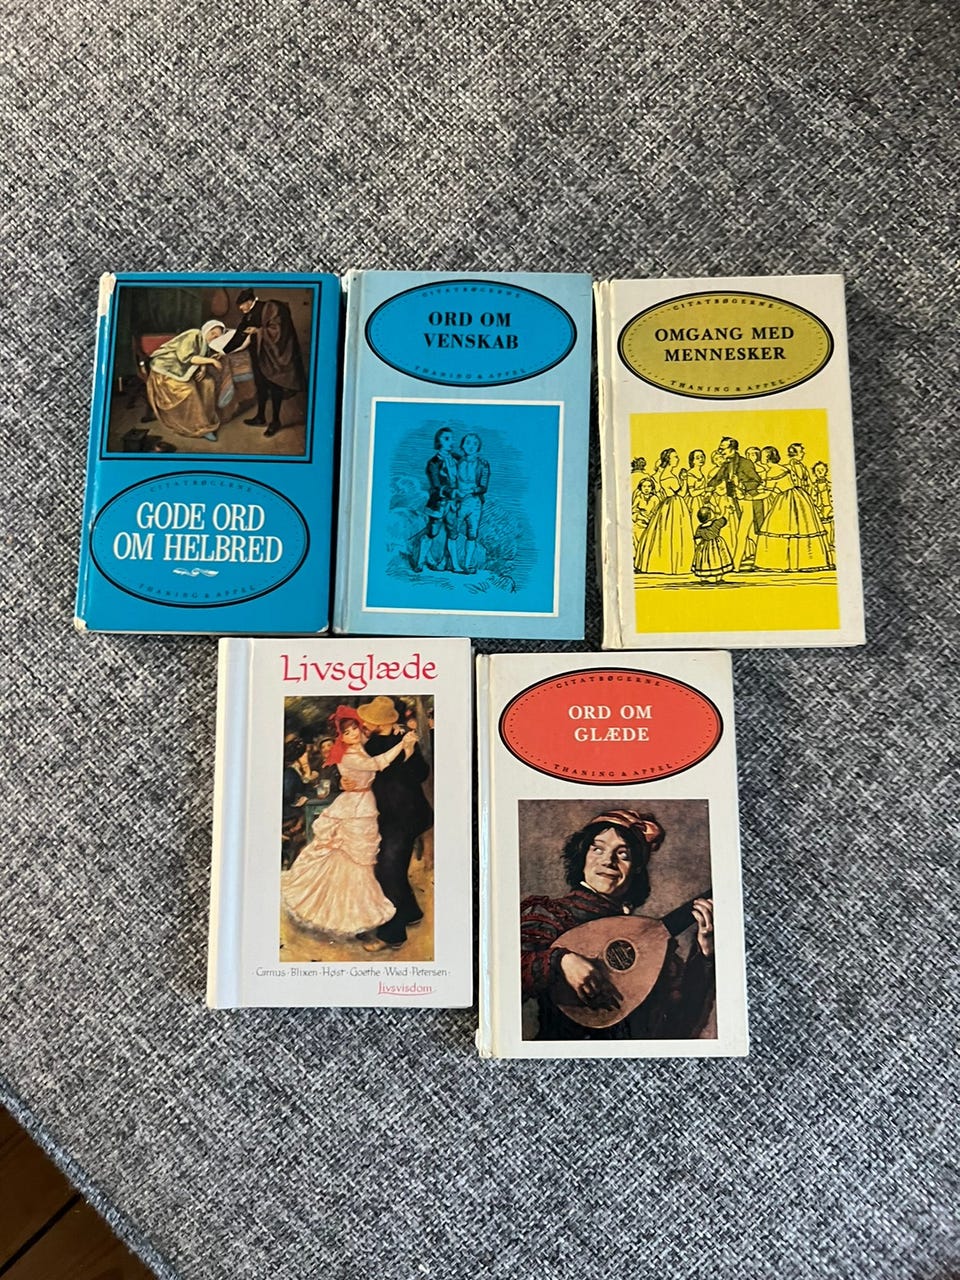 CITATBØGERNE
GODE ORD
OM HELBRED
THANING & APPEL
CITATBØGERNE
ORD OM
VENSKAB
THANING & APPEL
CITATBØGERNE
OMGANG MED
MENNESKER
THANING & APPEL
Livsglæde
· Camus · Blixen · Høst · Goethe · Wied · Petersen ·
Livsvisdom
CITATBØGERNE
ORD OM
GLÆDE
THANING & APPEL